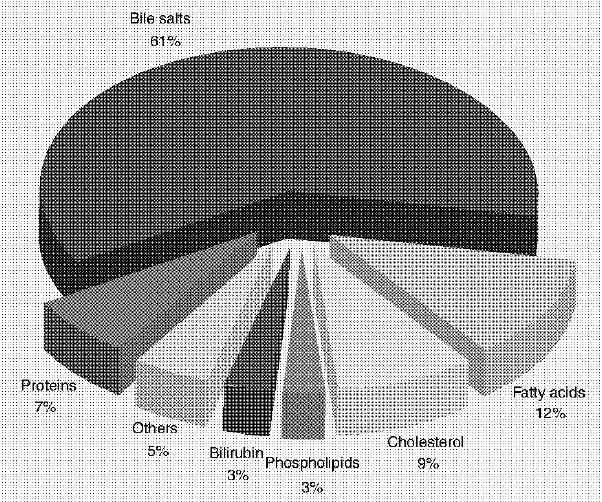 Bile salts
61%
Proteins
7%
Others
5%
Bilirubin
3%
Phospholipids
3%
Cholesterol
9%
Fatty acids
12%